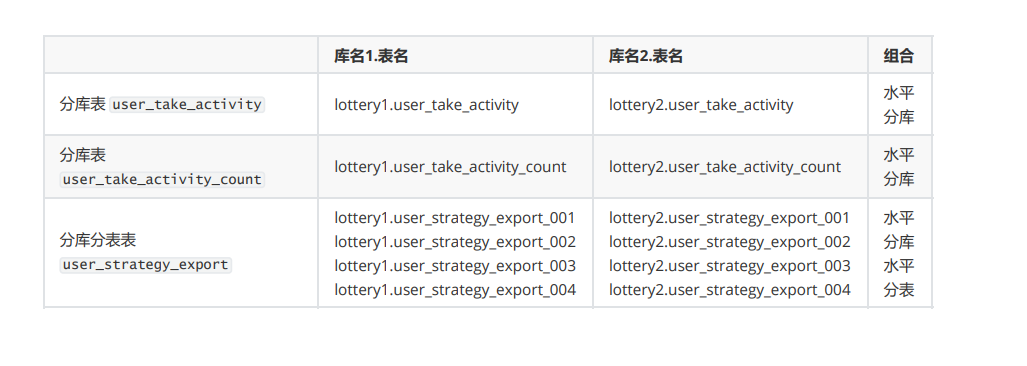 库名1.表名 库名2.表名 组合
分库表 user_take_activity lottery1.user_take_activity lottery2.user_take_activity 水平
分库
分库表
user_take_activity_count lottery1.user_take_activity_count lottery2.user_take_activity_count 水平
分库
分库分表表
user_strategy_export
lottery1.user_strategy_export_001 lottery2.user_strategy_export_001 水平
lottery1.user_strategy_export_002 lottery2.user_strategy_export_002 分库
lottery1.user_strategy_export_003 lottery2.user_strategy_export_003 水平
lottery1.user_strategy_export_004 lottery2.user_strategy_export_004 分表